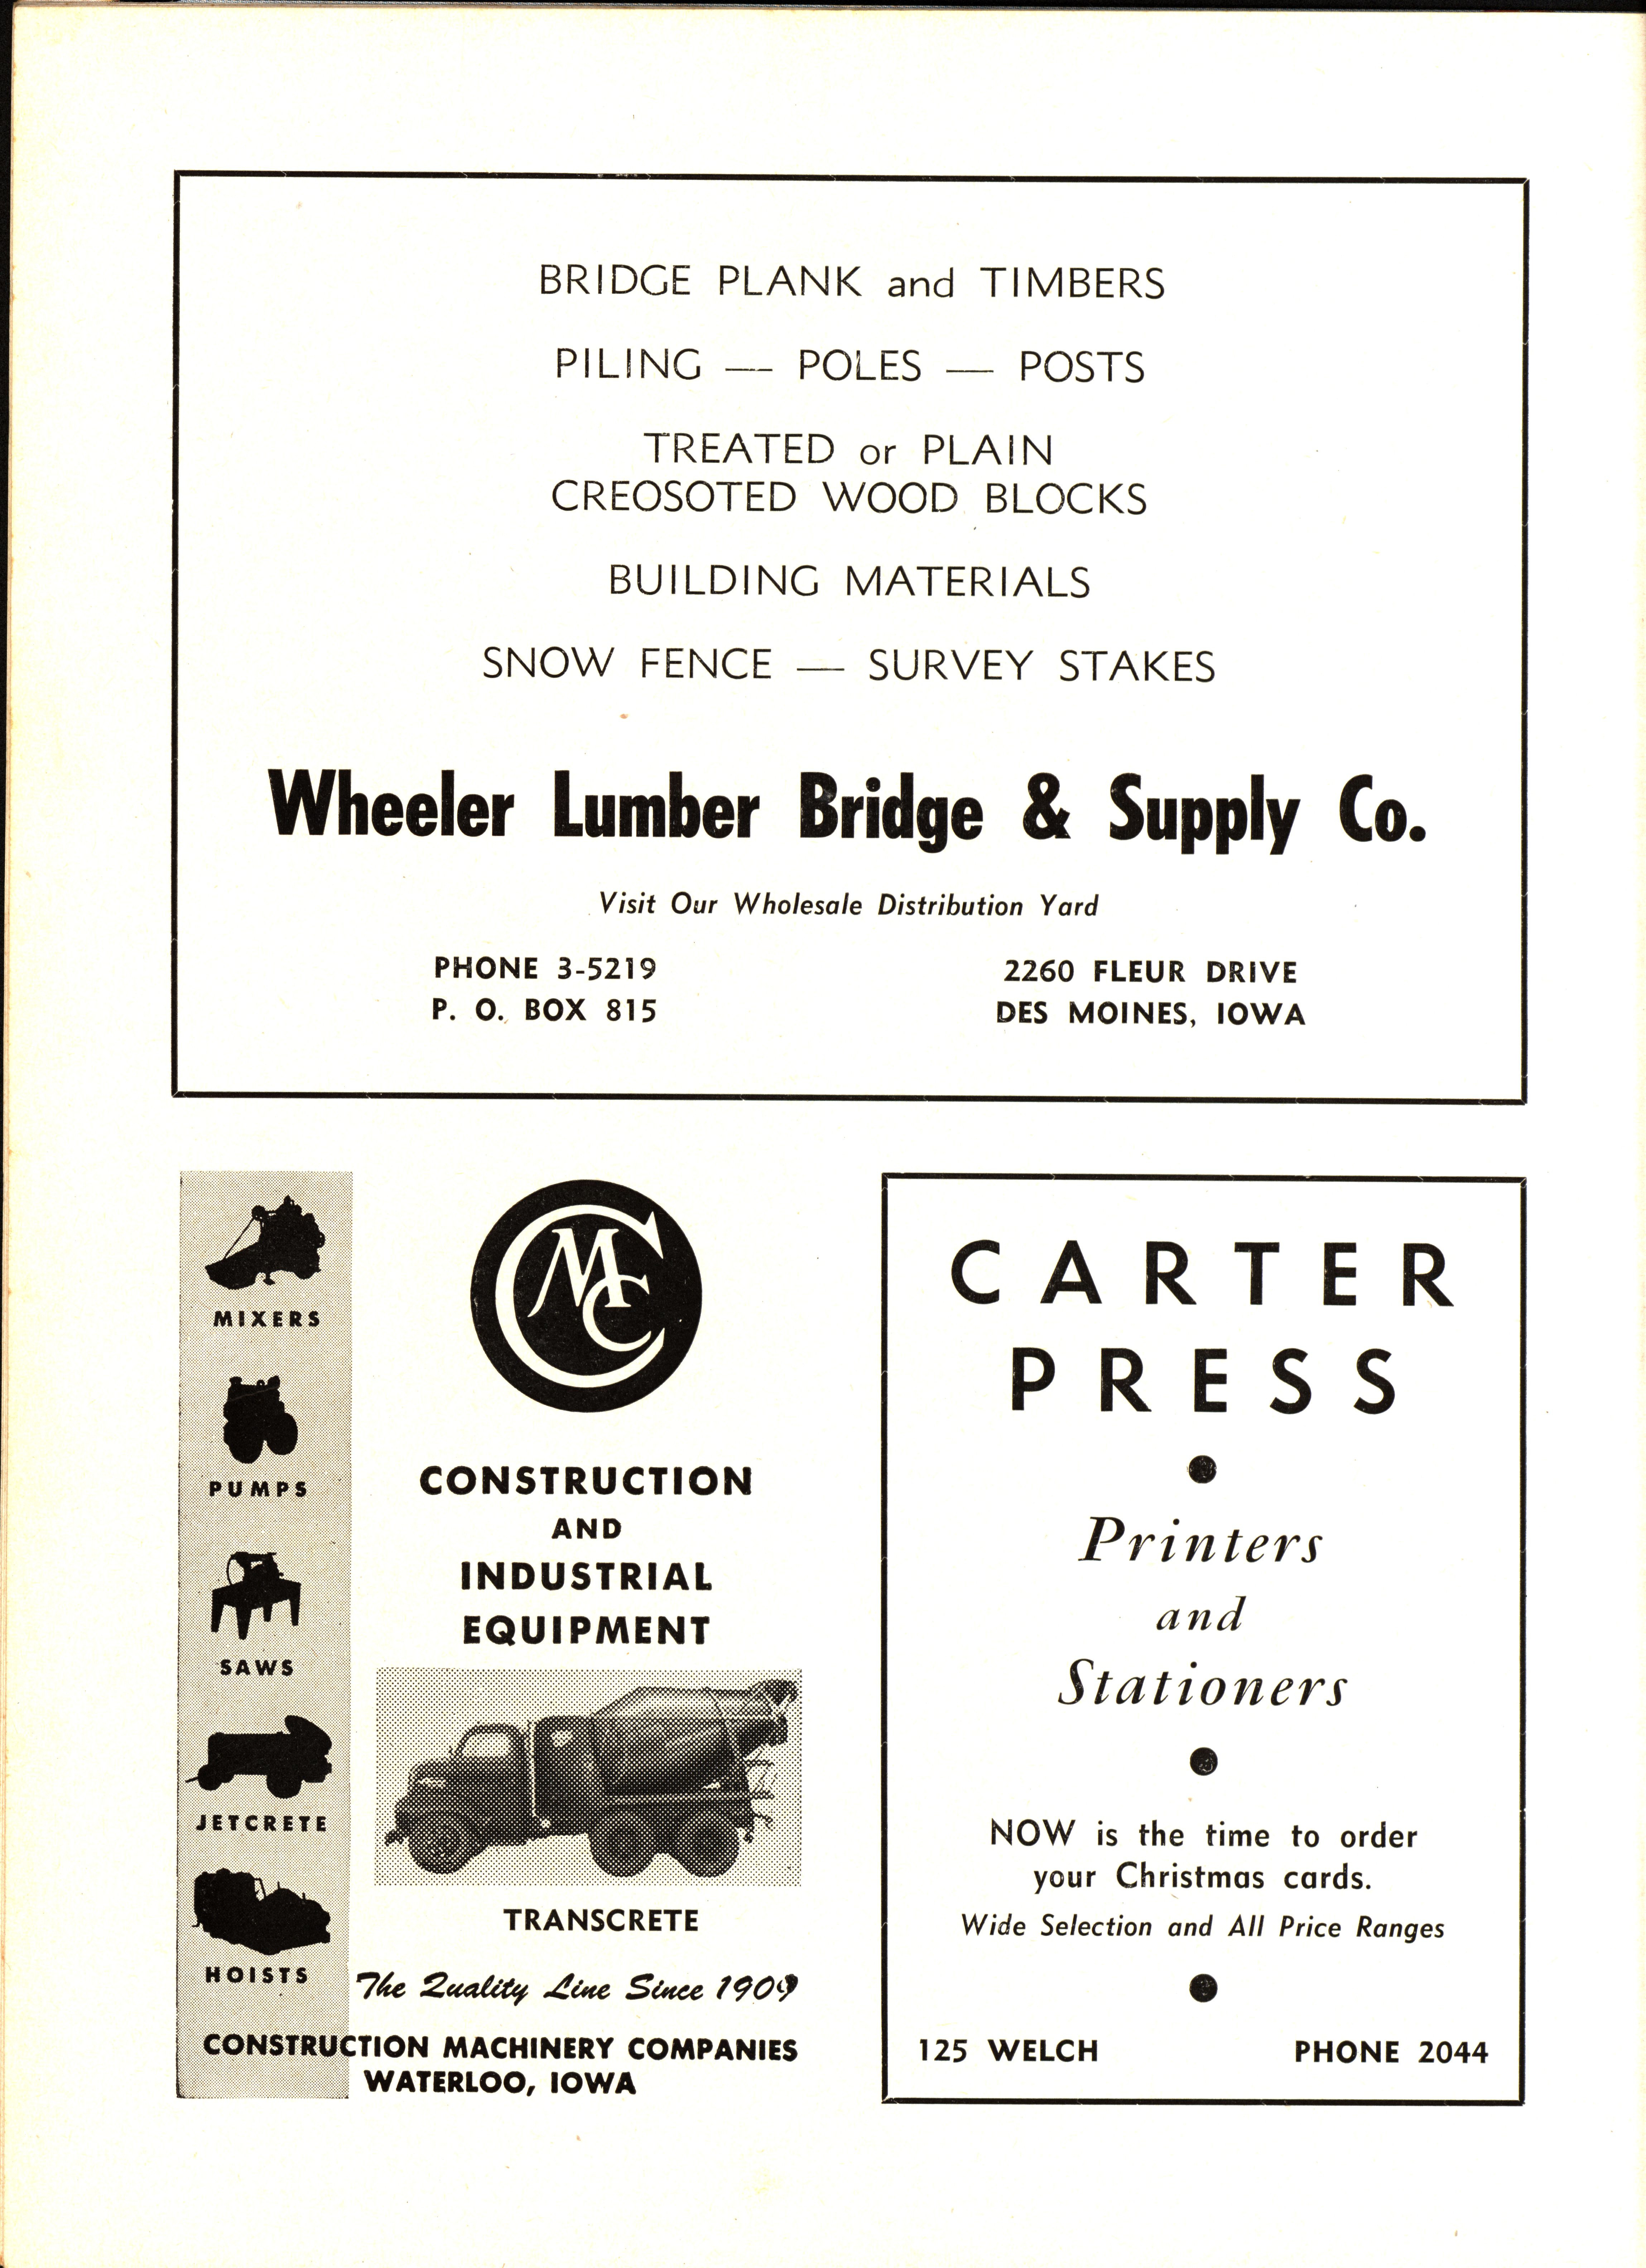 BRIDGE PLANK and TIMBERS
PILING — POLES — POSTS
TREATED or PLAIN
CREOSOTED WOOD BLOCKS
BUILDING MATERIALS
SNOW FENCE — SURVEY STAKES
Wheeler Lumber Bridge & Supply Co.
Visit Our Wholesale Distribution Yard
PHONE 3-5219
P. O. BOX 815
2260 FLEUR DRIVE
DES MOINES, IOWA
MIXERS
PUMPS
SAWS
JETCRETE
HOISTS
CMC
CONSTRUCTION
AND
INDUSTRIAL
EQUIPMENT
TRANSCRETE
The Quality Line Since 1909
CONSTRUCTION MACHINERY COMPANIES
WATERLOO, IOWA
CARTER
PRESS
Printers
and
Stationers
NOW is the time to order
your Christmas cards.
Wide Selection and All Price Ranges
125 WELCH PHONE 2044